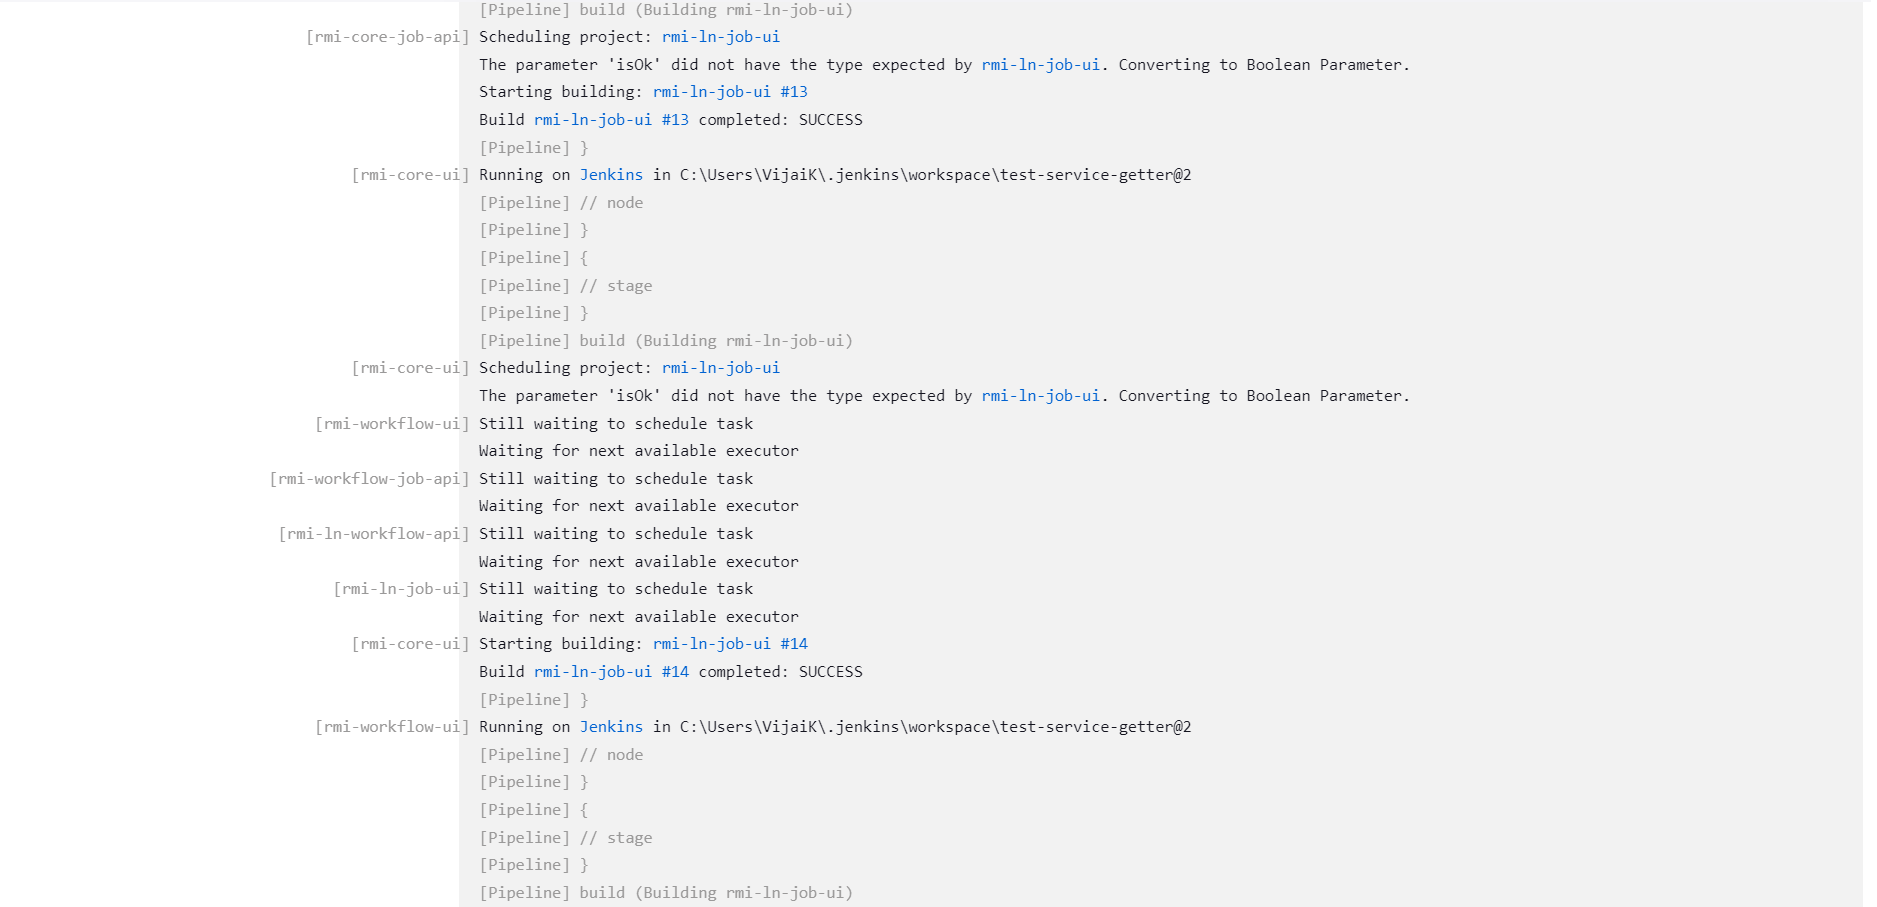 [Pipeline] build (Building rmi-ln-job-ui)
[rmi-core-job-api] Scheduling project: rmi-ln-job-ui
The parameter 'isOk' did not have the type expected by rmi-ln-job-ui. Converting to Boolean Parameter.
Starting building: rmi-ln-job-ui #13
Build rmi-ln-job-ui #13 completed: SUCCESS
[Pipeline] }
[rmi-core-ui] Running on Jenkins in C:\Users\VijaiK\.jenkins\workspace\test-service-getter@2
[Pipeline] // node
[Pipeline] }
[Pipeline] {
[Pipeline] // stage
[Pipeline] }
[Pipeline] build (Building rmi-ln-job-ui)
[rmi-core-ui] Scheduling project: rmi-ln-job-ui
The parameter 'isOk' did not have the type expected by rmi-ln-job-ui. Converting to Boolean Parameter.
[rmi-workflow-ui] Still waiting to schedule task
Waiting for next available executor
[rmi-workflow-job-api] Still waiting to schedule task
Waiting for next available executor
[rmi-ln-workflow-api] Still waiting to schedule task
Waiting for next available executor
[rmi-ln-job-ui] Still waiting to schedule task
Waiting for next available executor
[rmi-core-ui] Starting building: rmi-ln-job-ui #14
Build rmi-ln-job-ui #14 completed: SUCCESS
[Pipeline] }
[rmi-workflow-ui] Running on Jenkins in C:\Users\VijaiK\.jenkins\workspace\test-service-getter@2
[Pipeline] // node
[Pipeline] }
[Pipeline] {
[Pipeline] // stage
[Pipeline] }
[Pipeline] build (Building rmi-ln-job-ui)